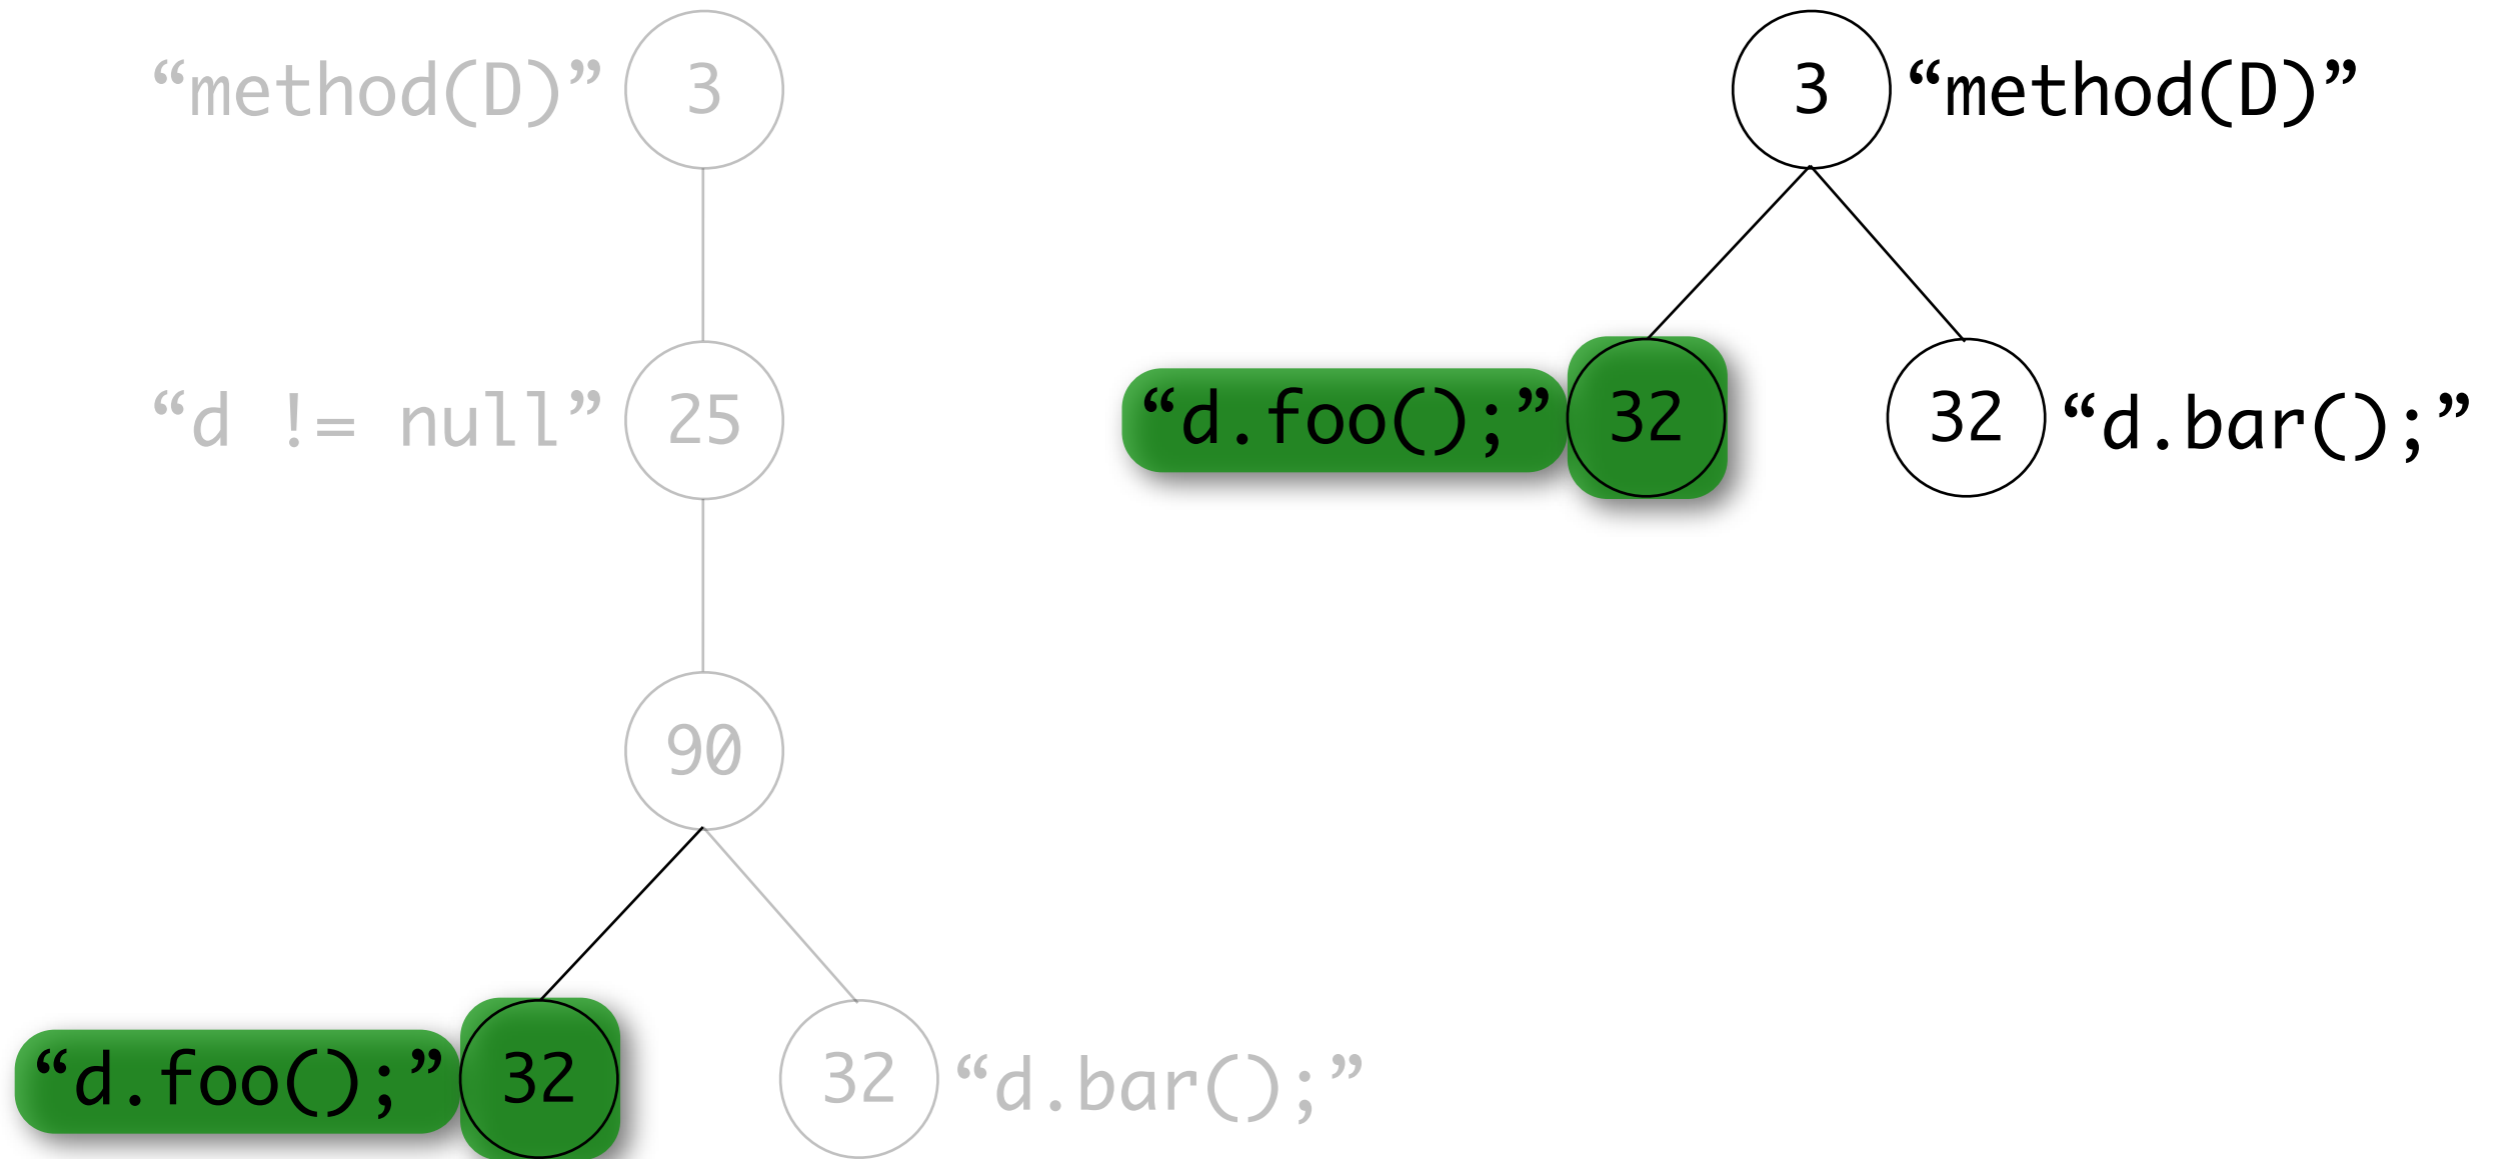 “method(D)” 3
3 “method(D)”
“d != null” 25
“d.foo();” 32
32 “d.bar();”
90
“d.foo();” 32
32 “d.bar();”